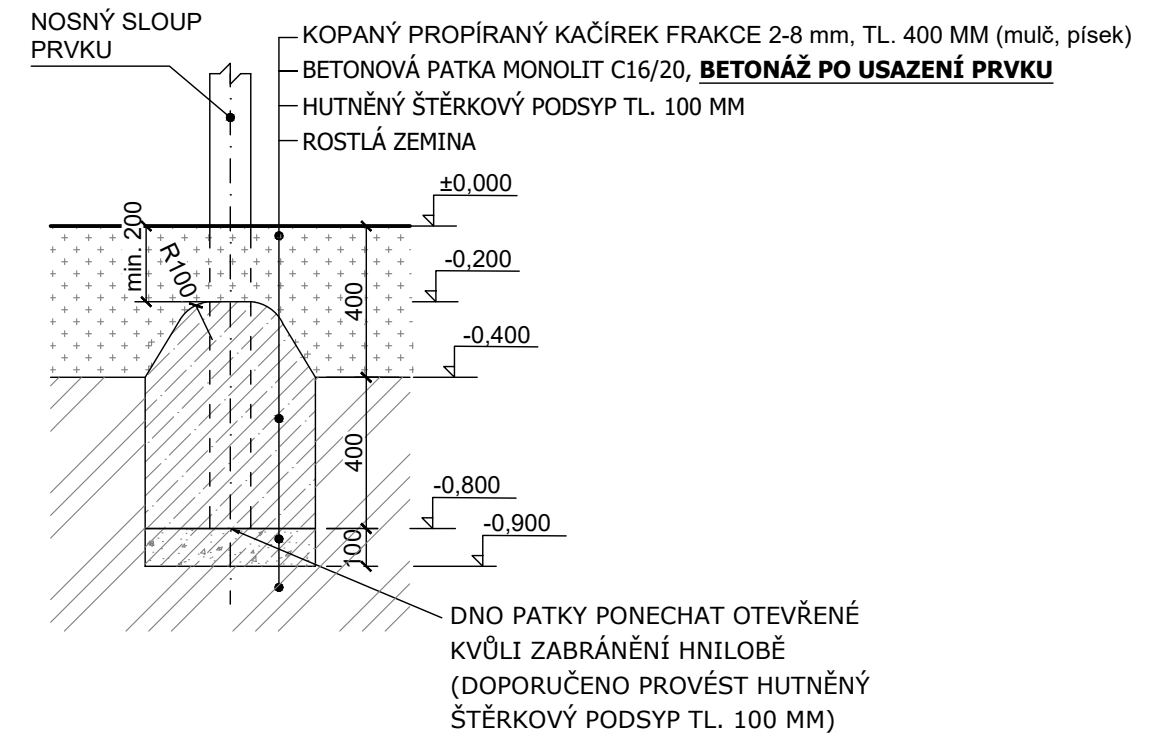 NOSNÝ SLOUP
PRVKU
KOPANÝ PROPÍRANÝ KAČÍREK FRAKCE 2-8 mm, TL. 400 MM (mulč, písek)
BETONOVÁ PATKA MONOLIT C16/20, BETONÁŽ PO USAZENÍ PRVKU
HUTNĚNÝ ŠTĚRKOVÝ PODSYP TL. 100 MM
ROSTLÁ ZEMINA
±0,000
min. 200
R100
-0,200
400
-0,400
400
-0,800
-0,900
100
DNO PATKY PONECHAT OTEVŘENÉ
KVŮLI ZABRÁNĚNÍ HNILOBĚ
(DOPORUČENO PROVÉST HUTNĚNÝ
ŠTĚRKOVÝ PODSYP TL. 100 MM)